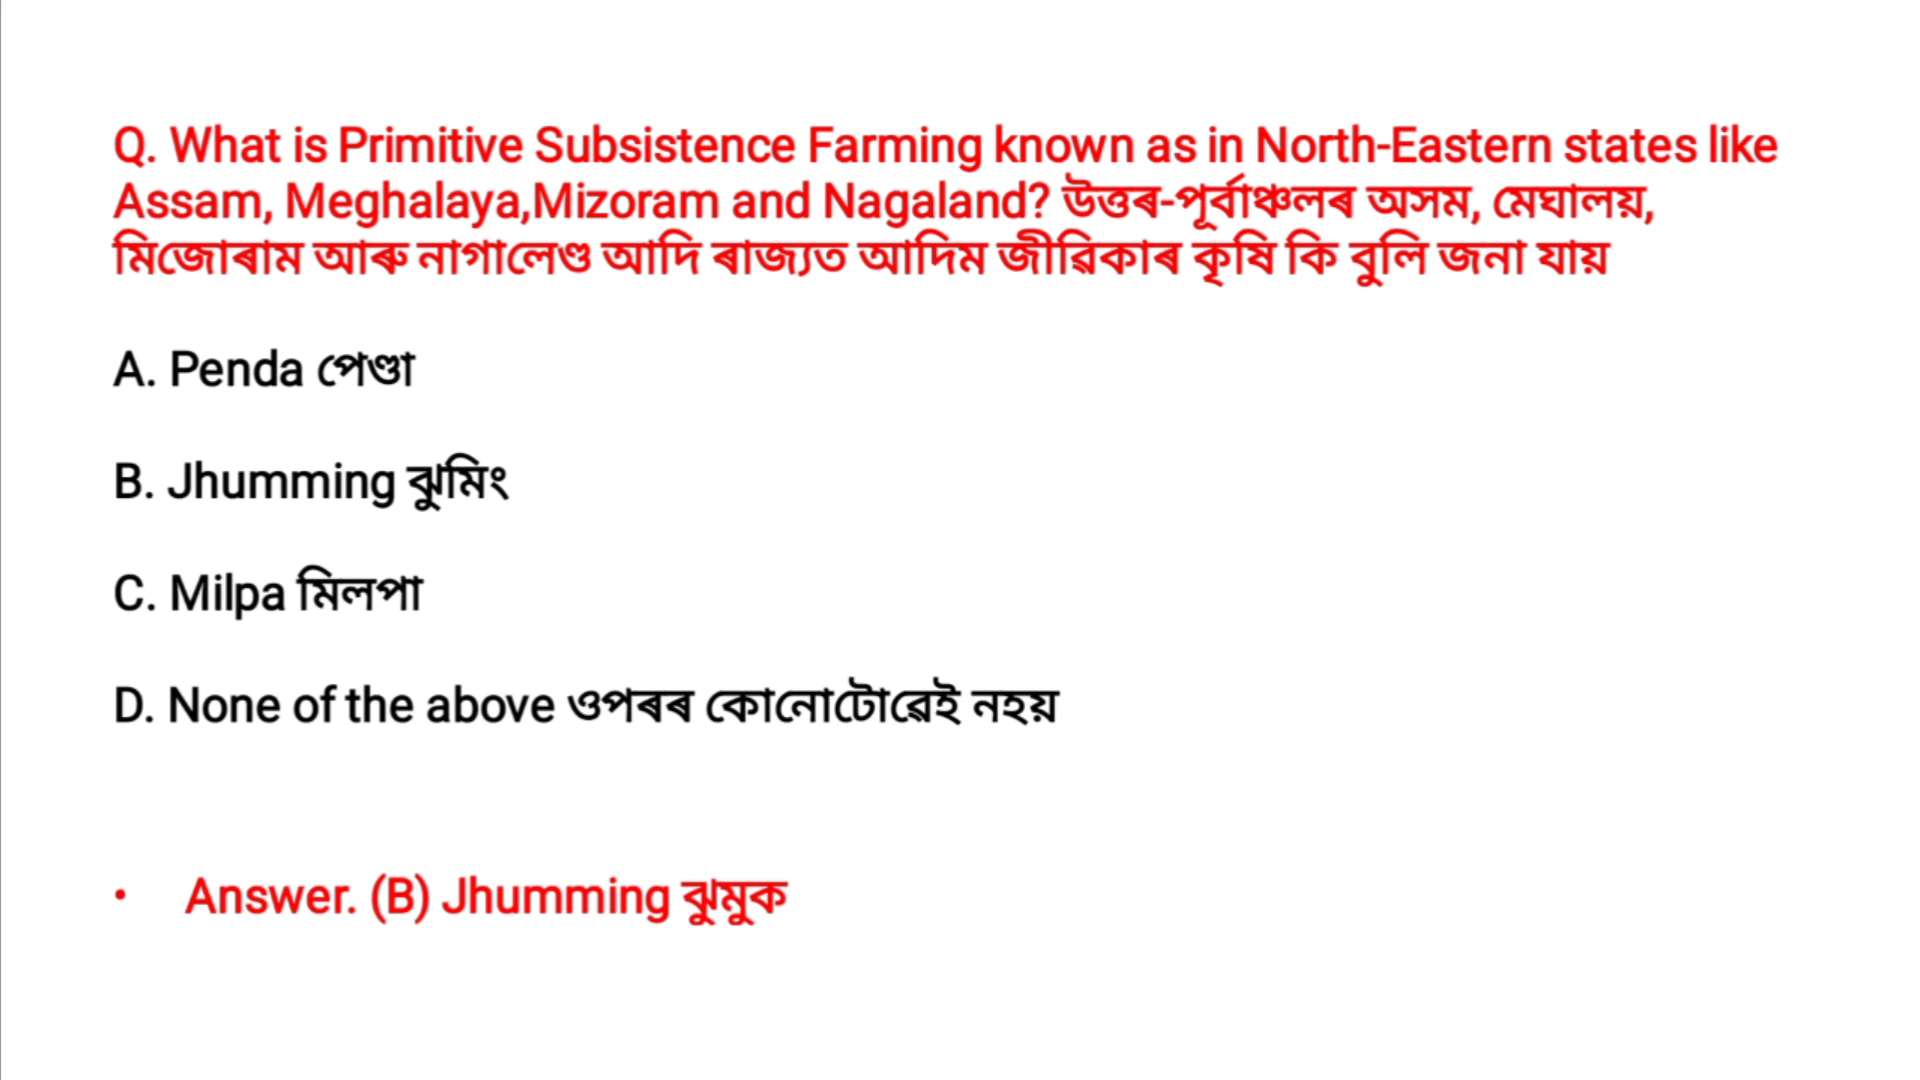 Q. What is Primitive Subsistence Farming known as in North-Eastern states like
Assam, Meghalaya,Mizoram and Nagaland? উত্তৰ-পূৰ্বাঞ্চলৰ অসম, মেঘালয়,
মিজোৰাম আৰু নাগালেণ্ড আদি ৰাজ্যত আদিম জীৱিকাৰ কৃষি কি বুলি জনা যায়
A. Penda পেণ্ডা
B. Jhumming ঝুমিং
C. Milpa মিলপা
D. None of the above ওপৰৰ কোনোটোৱেই নহয়
• Answer. (B) Jhumming ঝুমুক